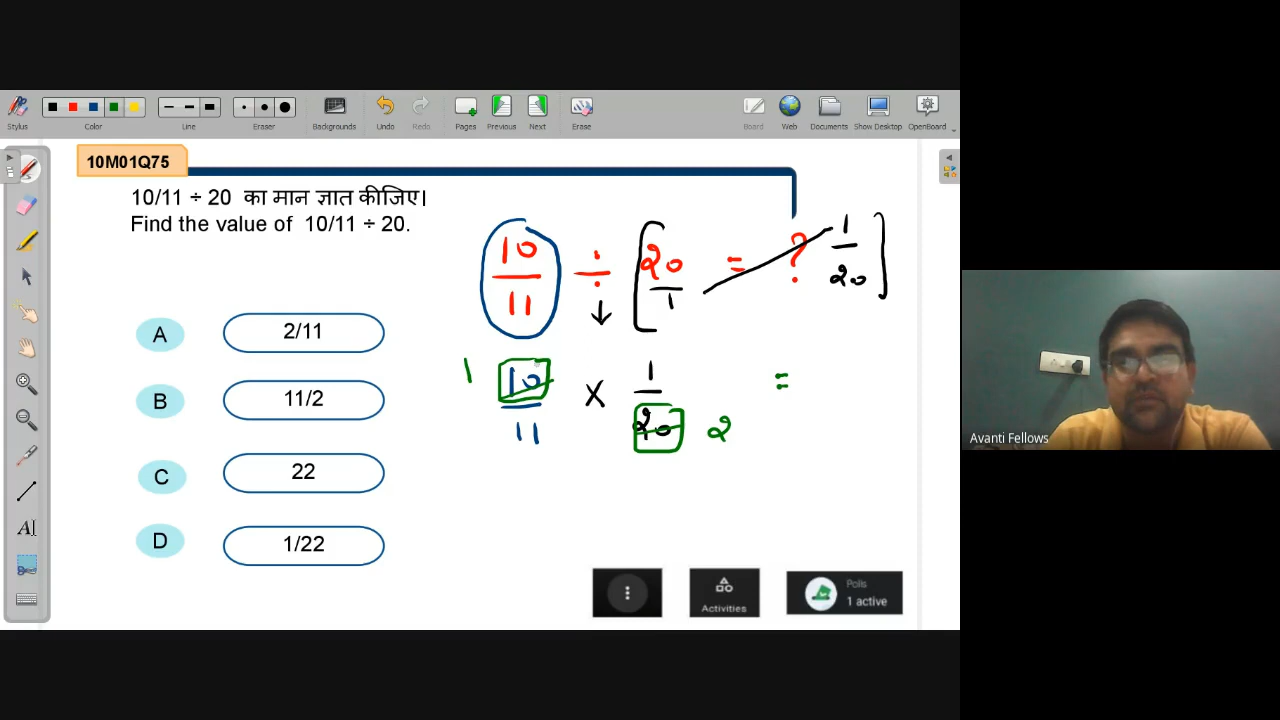 Color
Line
Eraser
Stylus
Backgrounds
Undo
Redo
Pages
Previous
Next
Erase
Board
Web
Documents
Show Desktop
OpenBoard
10M01Q75
10/11 ÷ 20 का मान ज्ञात कीजिए।
Find the value of 10/11 ÷ 20.
10/11 ÷ [20/1 = ? 1/20]
1 10/11 × 1/20 2 =
A 2/11
B 11/2
C 22
D 1/22
Activities
Polls
1 active
Avanti Fellows